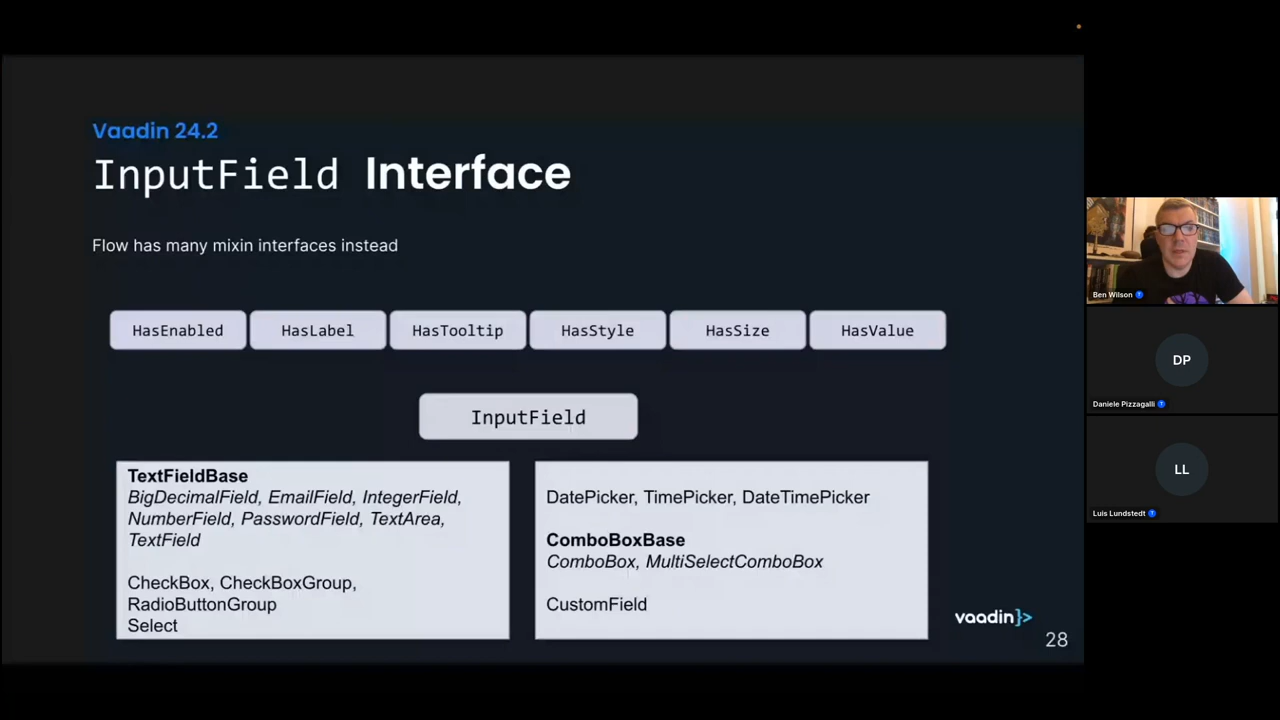 Vaadin 24.2
InputField Interface
Flow has many mixin interfaces instead
HasEnabled
HasLabel
HasTooltip
HasStyle
HasSize
HasValue
InputField
TextFieldBase
BigDecimalField, EmailField, IntegerField,
NumberField, PasswordField, TextArea,
TextField
CheckBox, CheckBoxGroup,
RadioButtonGroup
Select
DatePicker, TimePicker, DateTimePicker
ComboBoxBase
ComboBox, MultiSelectComboBox
CustomField
vaadin}>
28
Ben Wilson
DP
Daniele Pizzagalli
LL
Luis Lundstedt